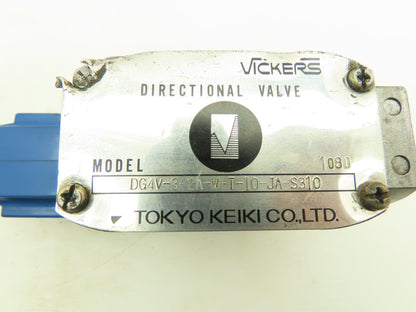 VICKERS
DIRECTIONAL VALVE
MODEL 1080
DG4V-3-2A-W-T-10-JA-S310
TOKYO KEIKI CO.,LTD.